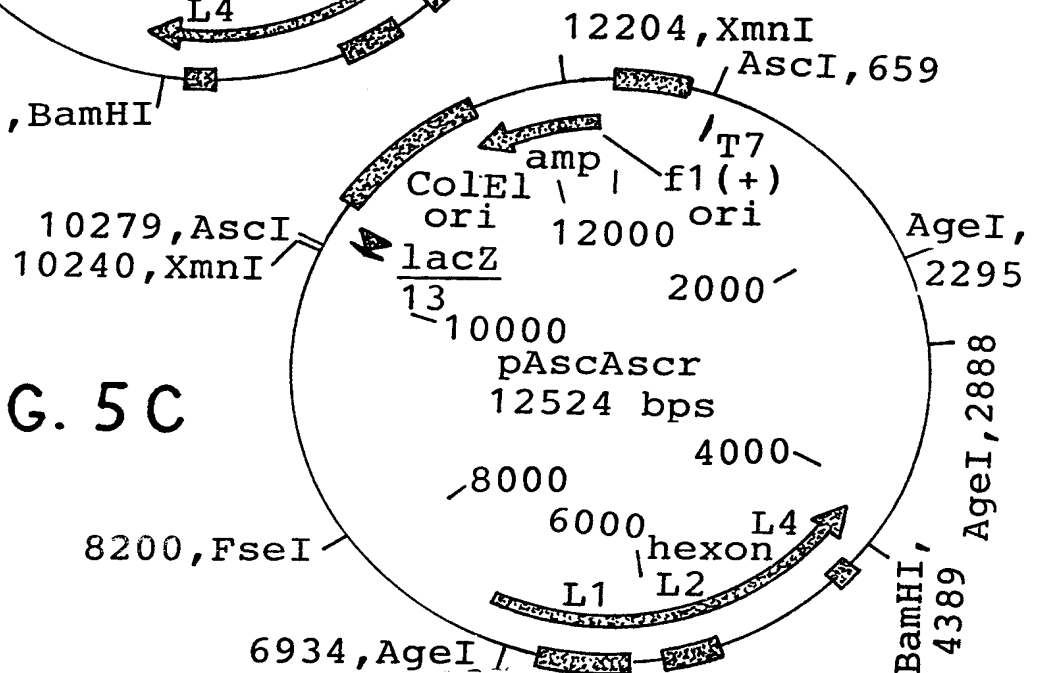 L4
,BamHI
12204,XmnI
AscI,659
T7
amp
f1(+)
ori
ColEl
ori
12000
10279,AscI
10240,XmnI
lacZ
13
AgeI,
2295
2000
10000
pAscAscr
12524 bps
G. 5C
AgeI,2888
4000
8000
6000
hexon
L4
L1
L2
8200,FseI
BamHI,
4389
6934,AgeI